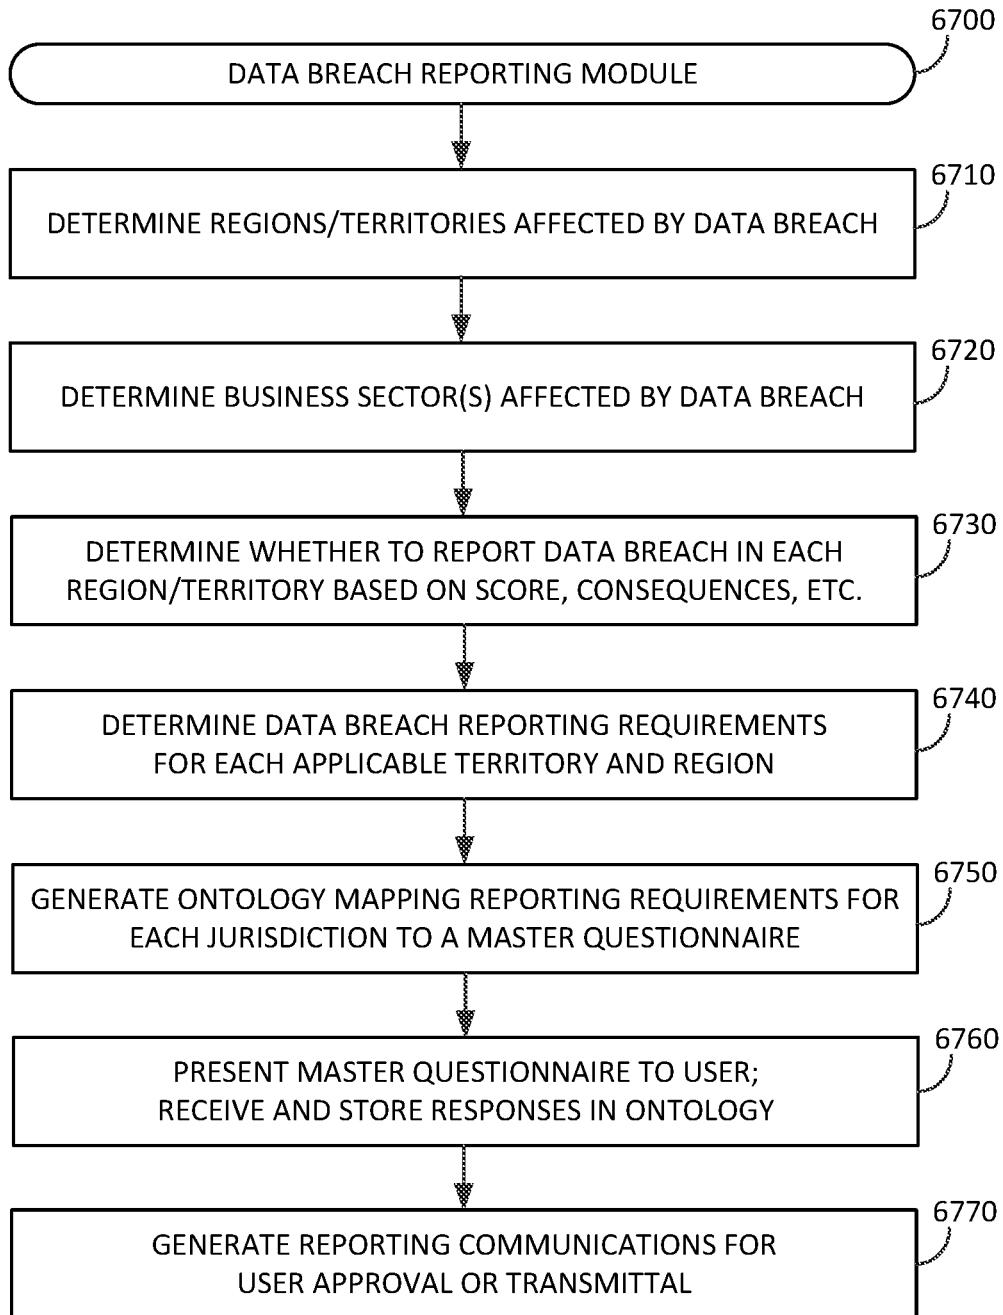 6700
DATA BREACH REPORTING MODULE
6710
DETERMINE REGIONS/TERRITORIES AFFECTED BY DATA BREACH
6720
DETERMINE BUSINESS SECTOR(S) AFFECTED BY DATA BREACH
6730
DETERMINE WHETHER TO REPORT DATA BREACH IN EACH
REGION/TERRITORY BASED ON SCORE, CONSEQUENCES, ETC.
6740
DETERMINE DATA BREACH REPORTING REQUIREMENTS
FOR EACH APPLICABLE TERRITORY AND REGION
6750
GENERATE ONTOLOGY MAPPING REPORTING REQUIREMENTS FOR
EACH JURISDICTION TO A MASTER QUESTIONNAIRE
6760
PRESENT MASTER QUESTIONNAIRE TO USER;
RECEIVE AND STORE RESPONSES IN ONTOLOGY
6770
GENERATE REPORTING COMMUNICATIONS FOR
USER APPROVAL OR TRANSMITTAL